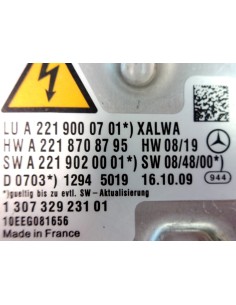 LU A 221 900 07 01*) XALWA
HW A 221 870 87 95 HW 08/19
SW A 221 902 00 01*) SW 08/48/00*)
D 0703*) 1294 5019 16.10.09 944
*)gueltig bis zu evtl. SW-Aktualisierung
1 307 329 231 01
10EEG081656
Made in France